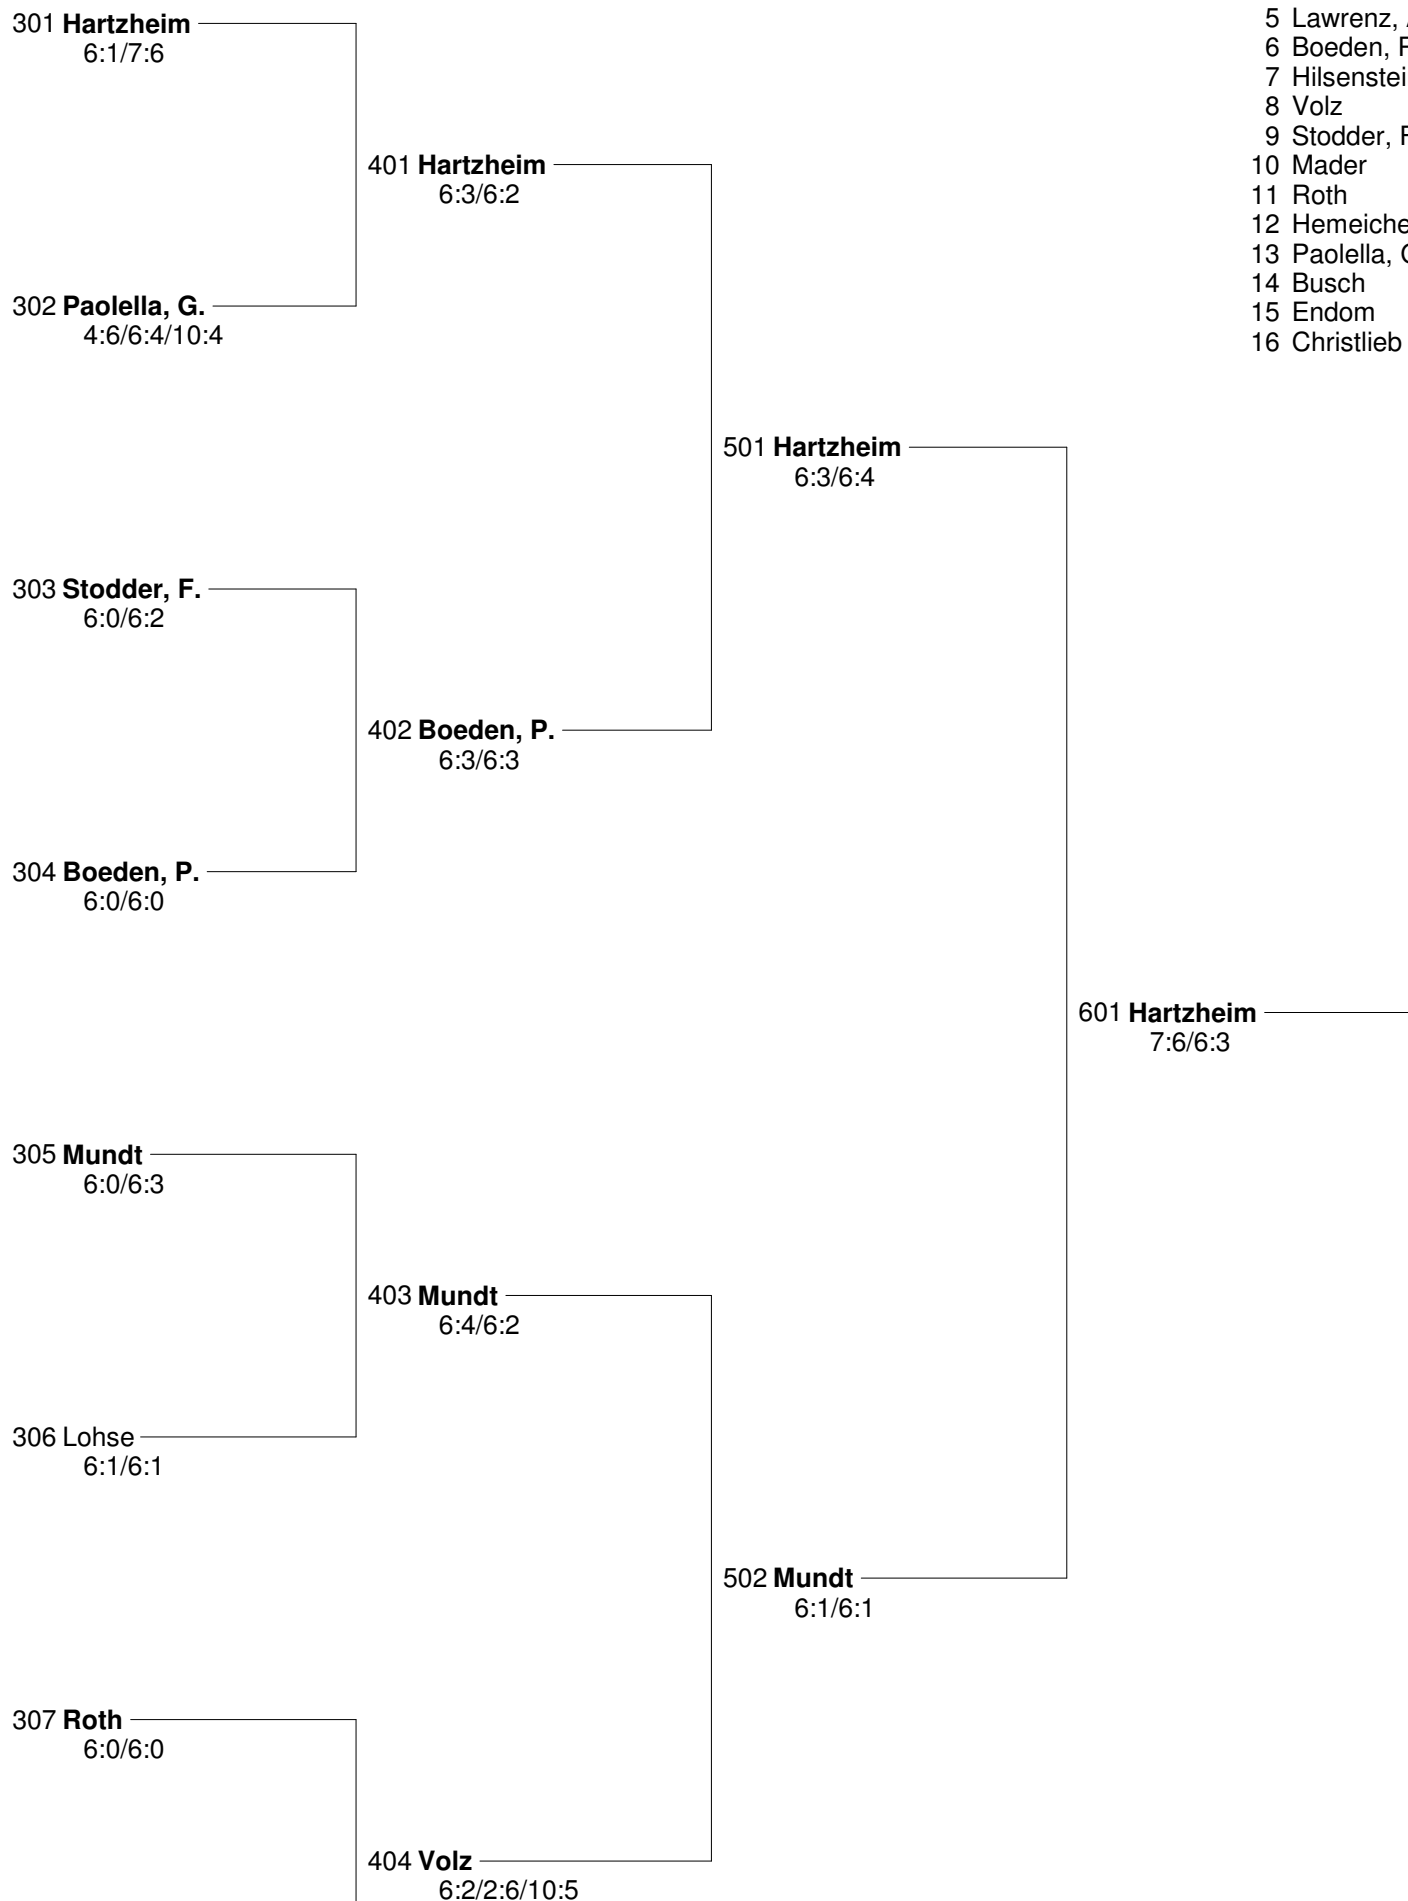 301 Hartzheim
6:1/7:6
302 Paolella, G.
4:6/6:4/10:4
303 Stodder, F.
6:0/6:2
304 Boeden, P.
6:0/6:0
305 Mundt
6:0/6:3
306 Lohse
6:1/6:1
307 Roth
6:0/6:0
401 Hartzheim
6:3/6:2
402 Boeden, P.
6:3/6:3
403 Mundt
6:4/6:2
404 Volz
6:2/2:6/10:5
501 Hartzheim
6:3/6:4
502 Mundt
6:1/6:1
601 Hartzheim
7:6/6:3
5 Lawrenz,
6 Boeden,
7 Hilsenstei
8 Volz
9 Stodder,
10 Mader
11 Roth
12 Hemeiche
13 Paolella,
14 Busch
15 Endom
16 Christlieb